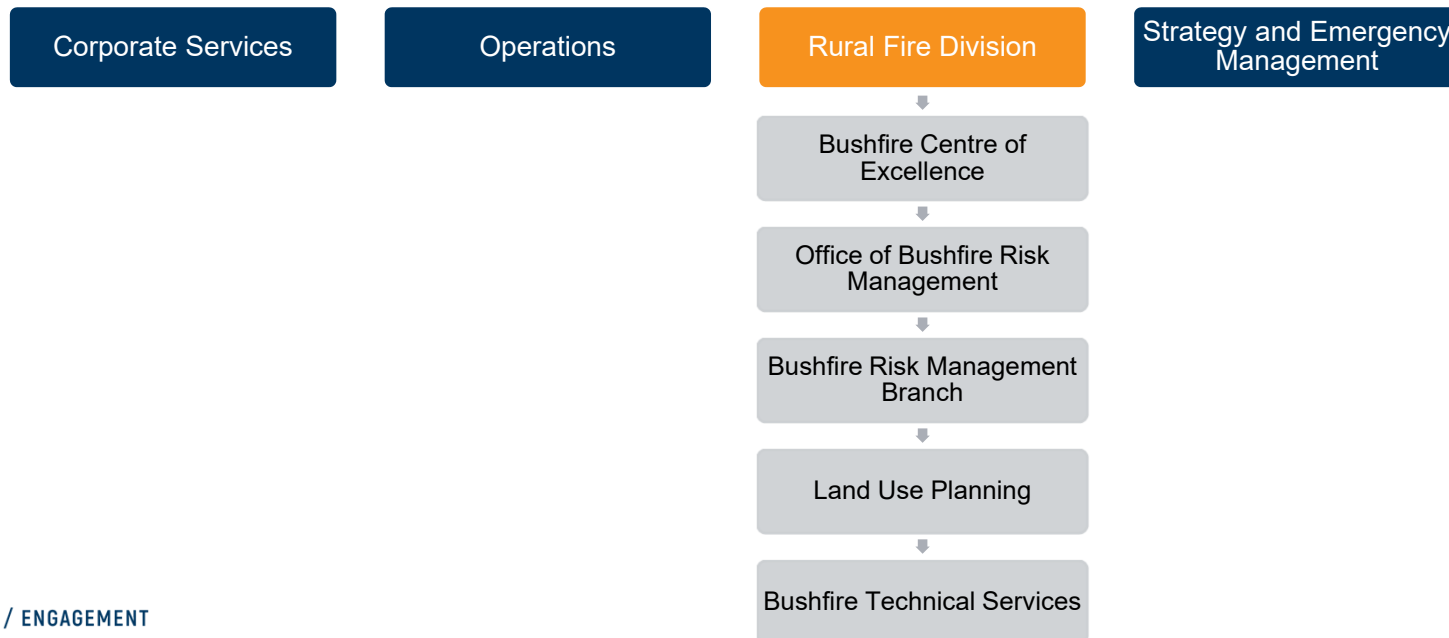 Corporate Services
Operations
Rural Fire Division
Strategy and Emergency
Management
Bushfire Centre of
Excellence
Office of Bushfire Risk
Management
Bushfire Risk Management
Branch
Land Use Planning
Bushfire Technical Services
/ ENGAGEMENT